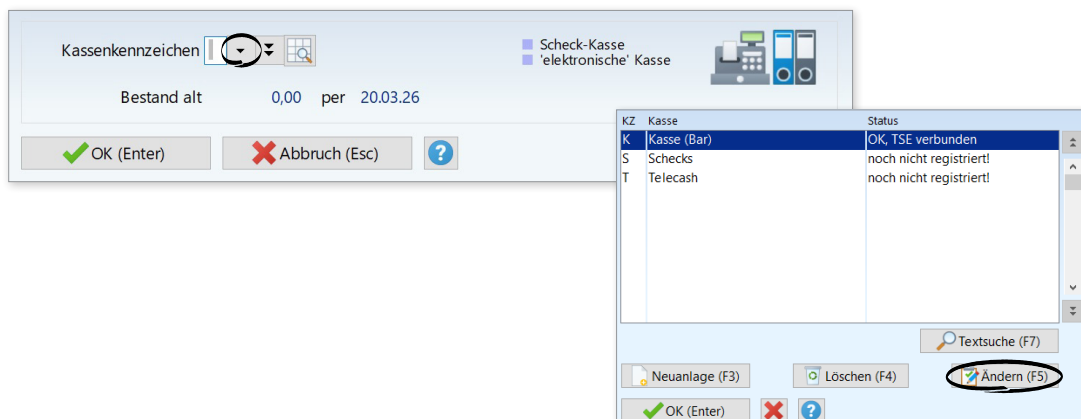 Kassenkennzeichen
Scheck-Kasse
'elektronische' Kasse
Bestand alt 0,00 per 20.03.26
OK (Enter) Abbruch (Esc) ?
KZ Kasse Status
K Kasse (Bar) OK, TSE verbunden
S Schecks noch nicht registriert!
T Telecash noch nicht registriert!
Textsuche (F7)
Neuanlage (F3) Löschen (F4) Ändern (F5)
OK (Enter) ?